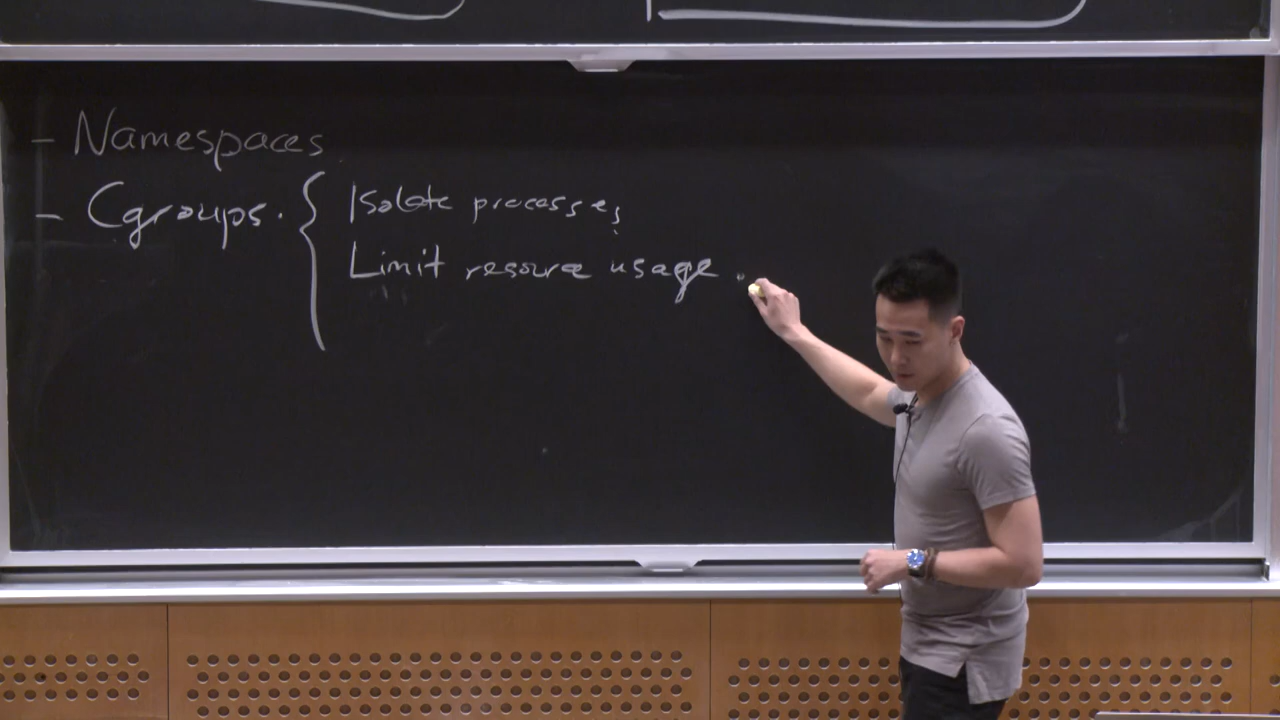 - Namespaces
- Cgroups. { Isolate processes
Limit resource usage.